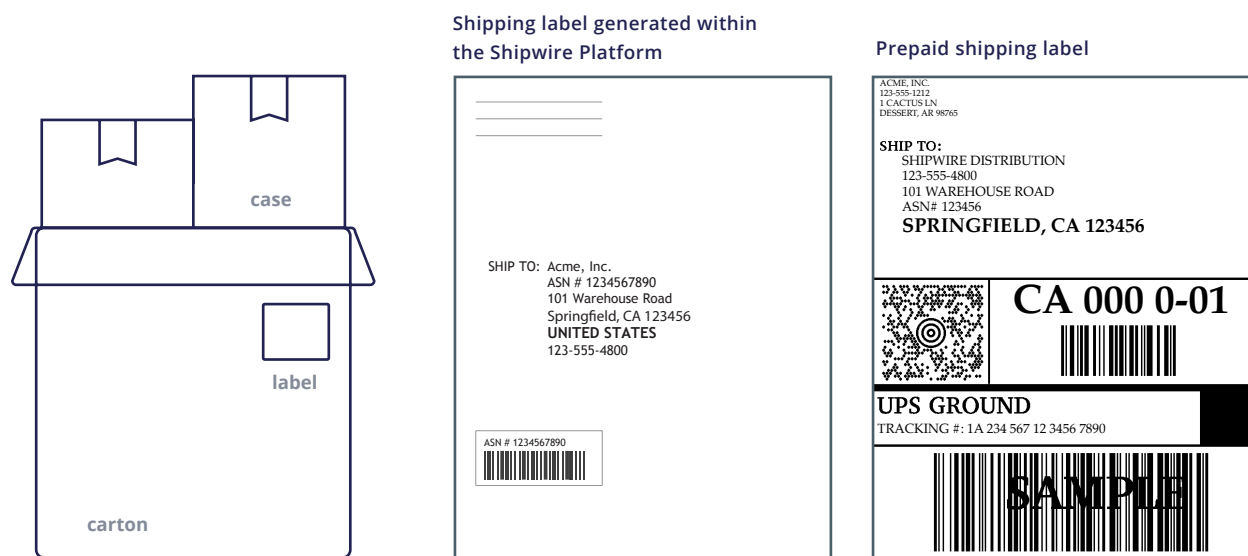 case
label
carton
Shipping label generated within
the Shipwire Platform
SHIP TO: Acme, Inc.
ASN # 1234567890
101 Warehouse Road
Springfield, CA 123456
UNITED STATES
123-555-4800
ASN # 1234567890
Prepaid shipping label
ACME, INC.
123-555-1212
1 CACTUS LN
DESSERT, AR 98765
SHIP TO:
SHIPWIRE DISTRIBUTION
123-555-4800
101 WAREHOUSE ROAD
ASN# 123456
SPRINGFIELD, CA 123456
CA 000 0-01
UPS GROUND
TRACKING #: 1A 234 567 12 3456 7890
SAMPLE